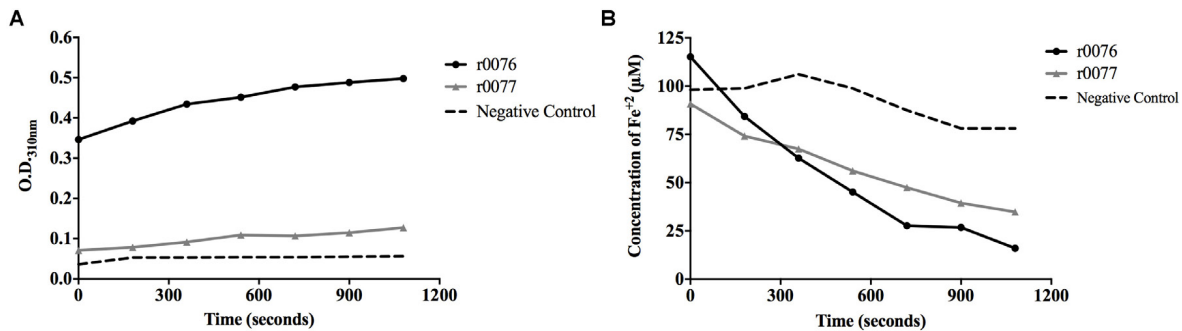 A
O.D.310nm
0.6
0.5
0.4
0.3
0.2
0.1
0.0
0 300 600 900 1200
Time (seconds)
r0076
r0077
Negative Control
B
Concentration of Fe⁺² (µM)
125
100
75
50
25
0
0 300 600 900 1200
Time (seconds)
r0076
r0077
Negative Control